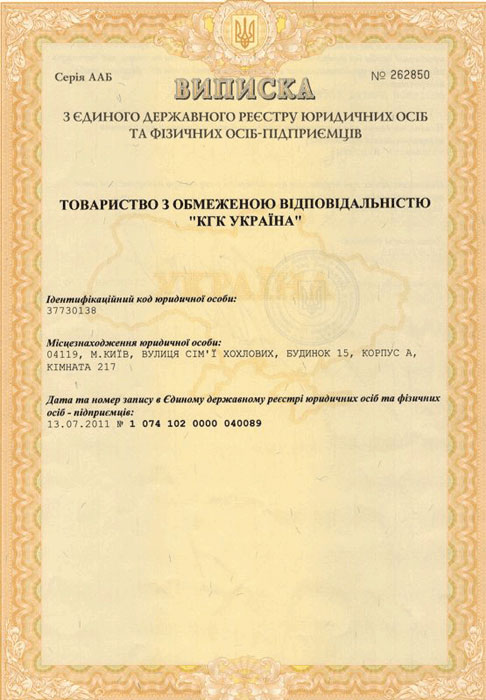 Серія ААБ
№ 262850
ВИПИСКА
З ЄДИНОГО ДЕРЖАВНОГО РЕЄСТРУ ЮРИДИЧНИХ ОСІБ
ТА ФІЗИЧНИХ ОСІБ-ПІДПРИЄМЦІВ
ТОВАРИСТВО З ОБМЕЖЕНОЮ ВІДПОВІДАЛЬНІСТЮ
"КГК УКРАЇНА"
УКРАЇНА
Ідентифікаційний код юридичної особи:
37730138
Місцезнаходження юридичної особи:
04119, М.КИЇВ, ВУЛИЦЯ СІМ'Ї ХОХЛОВИХ, БУДИНОК 15, КОРПУС А,
КІМНАТА 217
Дата та номер запису в Єдиному державному реєстрі юридичних осіб та фізичних
осіб - підприємців:
13.07.2011 № 1 074 102 0000 040089